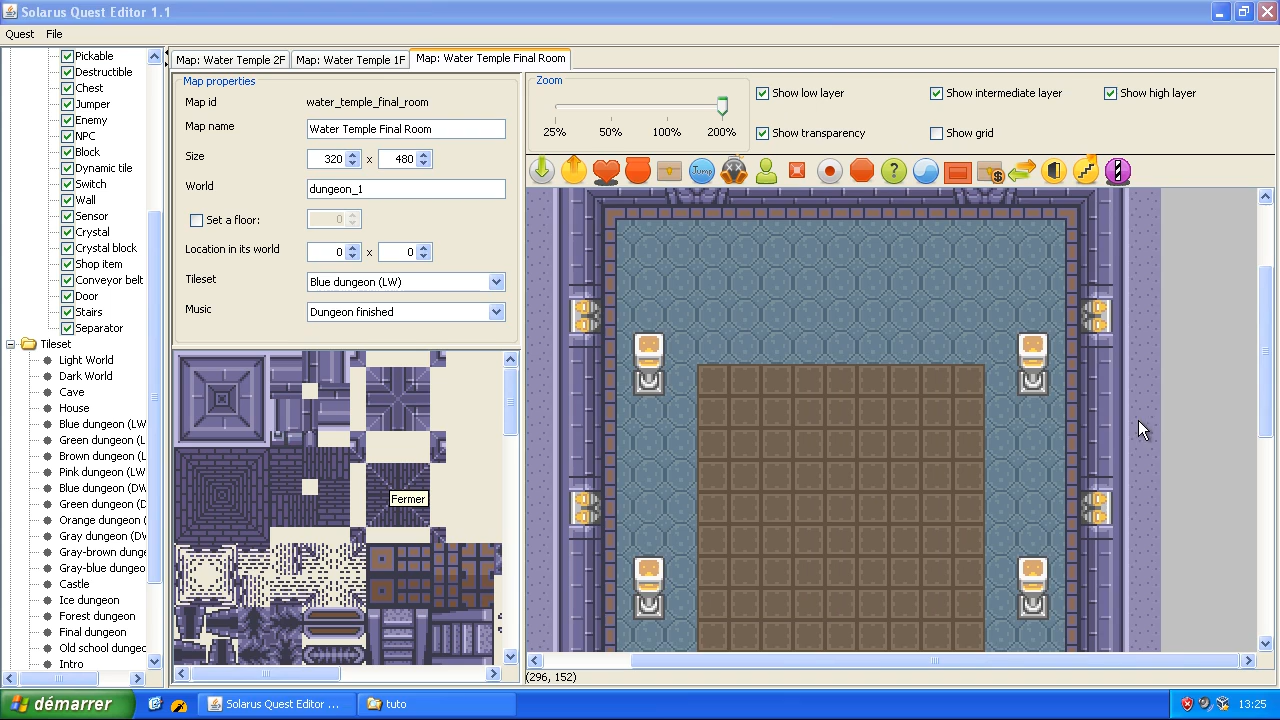 Solarus Quest Editor 1.1
Quest File
Pickable
Destructible
Chest
Jumper
Enemy
NPC
Block
Dynamic tile
Switch
Wall
Sensor
Crystal
Crystal block
Shop item
Conveyor belt
Door
Stairs
Separator
Tileset
Light World
Dark World
Cave
House
Blue dungeon (LW
Green dungeon (L
Brown dungeon (L
Pink dungeon (LW
Blue dungeon (DW
Green dungeon (D
Orange dungeon (
Gray dungeon (DV
Gray-brown dunge
Gray-blue dungeo
Castle
Ice dungeon
Forest dungeon
Final dungeon
Old school dunged
Intro
Map: Water Temple 2F
Map: Water Temple 1F
Map: Water Temple Final Room
Map properties
Map id water_temple_final_room
Map name Water Temple Final Room
Size 320 x 480
World dungeon_1
Set a floor: 0
Location in its world 0 x 0
Tileset Blue dungeon (LW)
Music Dungeon finished
Fermer
Zoom
25% 50% 100% 200%
Show low layer
Show intermediate layer
Show high layer
Show transparency
Show grid
Jump
?
$
(296, 152)
démarrer
Solarus Quest Editor ...
tuto
13:25